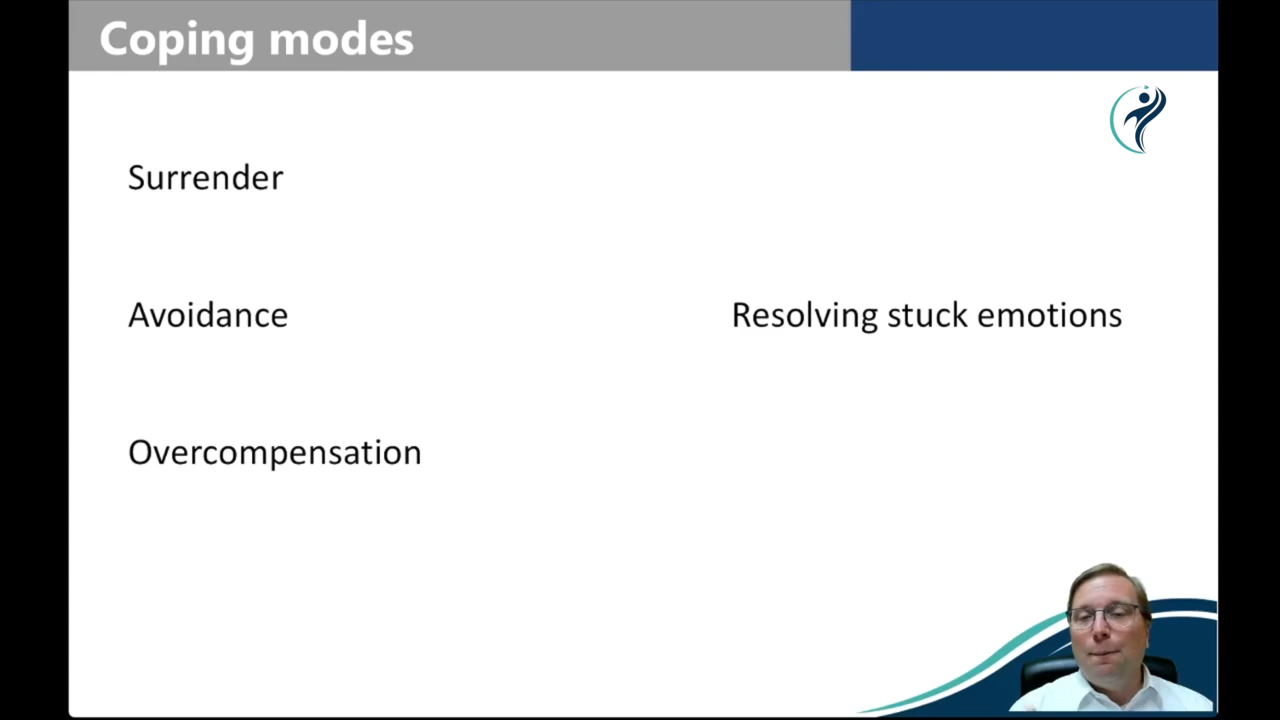 Coping modes
Surrender
Avoidance
Resolving stuck emotions
Overcompensation